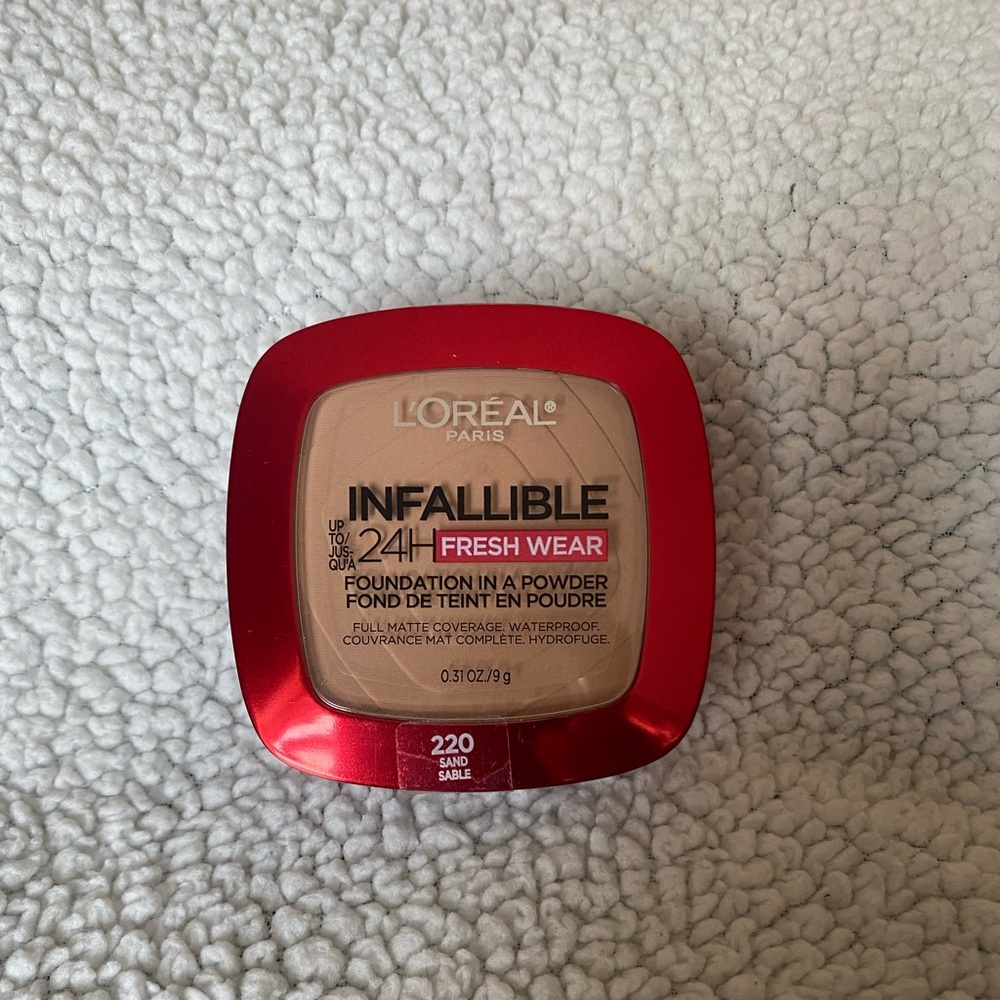 L'ORÉAL®
PARIS
INFALLIBLE
UP
TO/
JUS-
QU'À
24H FRESH WEAR
FOUNDATION IN A POWDER
FOND DE TEINT EN POUDRE
FULL MATTE COVERAGE. WATERPROOF.
COUVRANCE MAT COMPLÈTE. HYDROFUGE.
0.31 OZ./9 g
220
SAND
SABLE